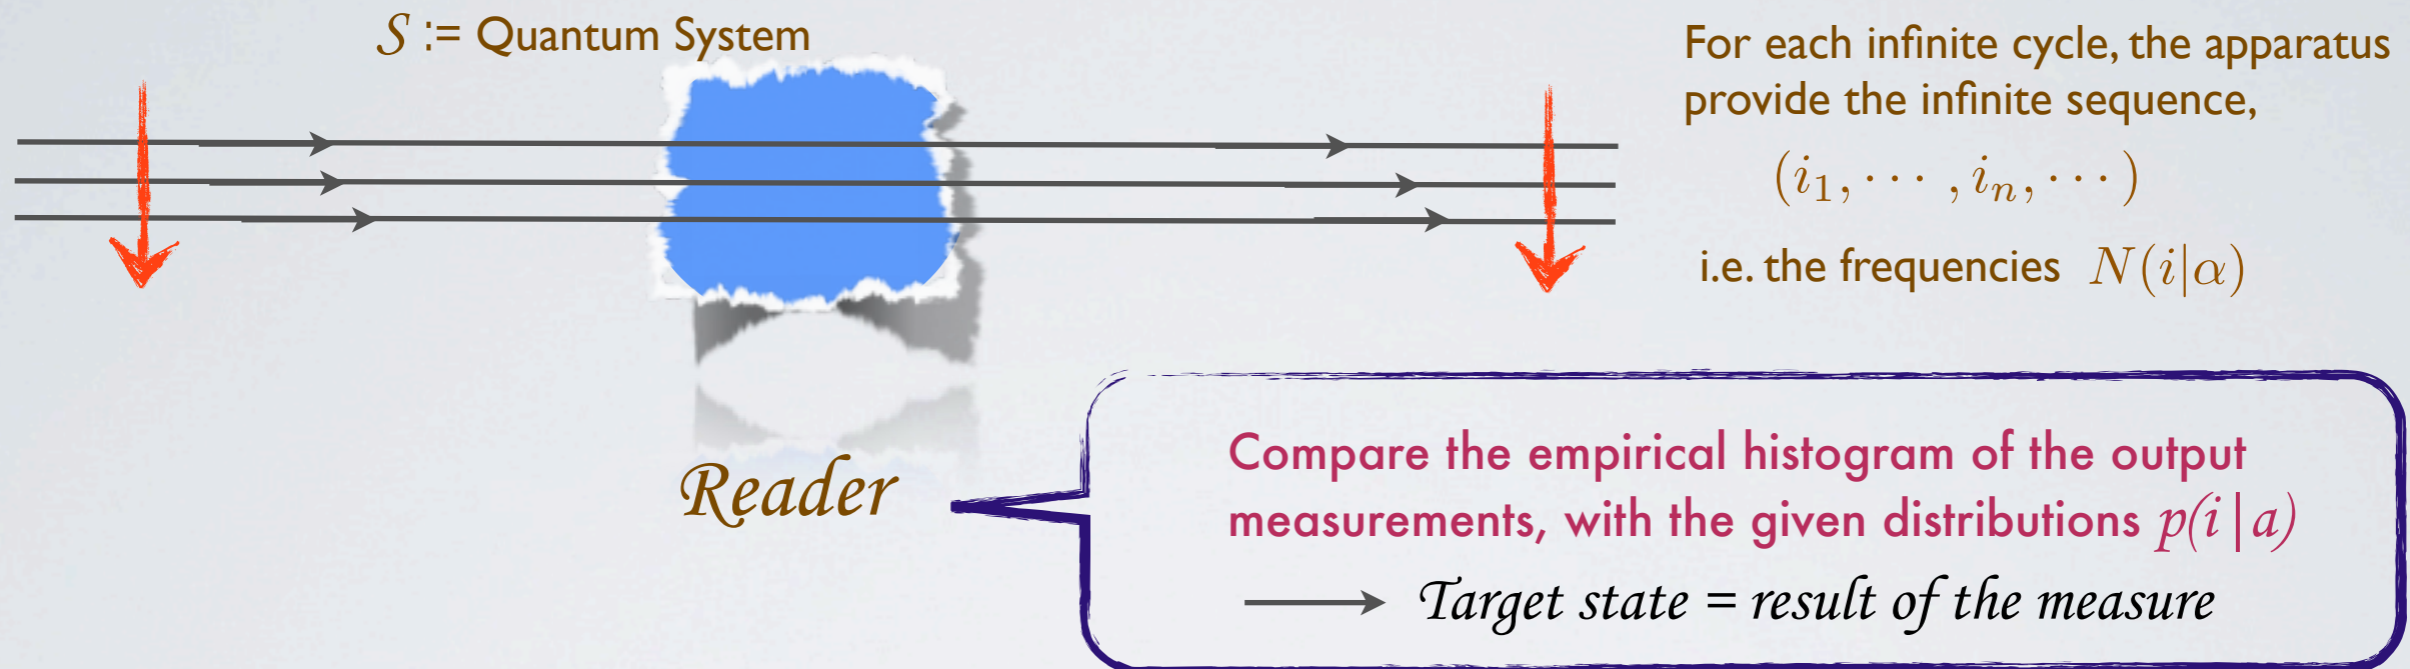 𝒮 := Quantum System
For each infinite cycle, the apparatus
provide the infinite sequence,
(i₁, ⋯ , iₙ, ⋯ )
i.e. the frequencies N(i|α)
Reader
Compare the empirical histogram of the output
measurements, with the given distributions p(i|a)
Target state = result of the measure